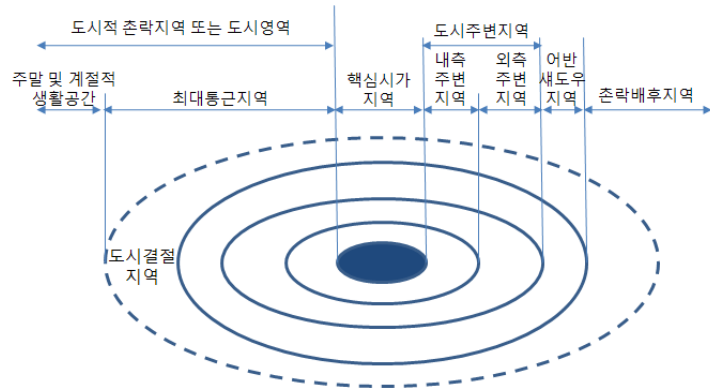 도시적 촌락지역 또는 도시영역
도시주변지역
주말 및 계절적
생활공간
최대통근지역
핵심시가
지역
내측
주변
지역
외측
주변
지역
어반
섀도우
지역
촌락배후지역
도시결절
지역